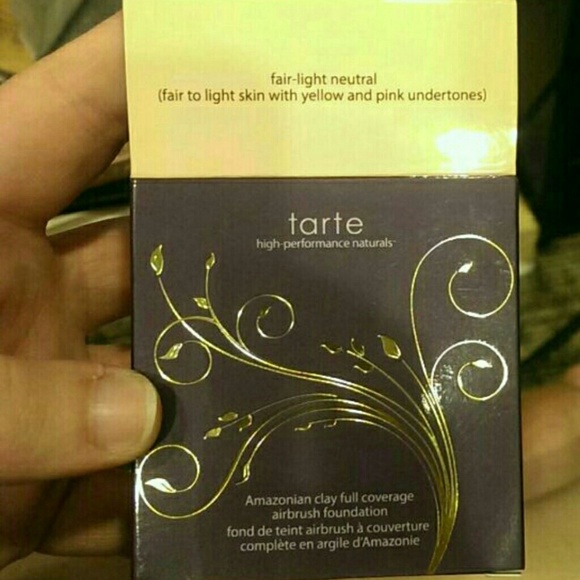 fair-light neutral
(fair to light skin with yellow and pink undertones)
tarte
high-performance naturals™
Amazonian clay full coverage
airbrush foundation
fond de teint airbrush à couverture
complète en argile d'Amazonie